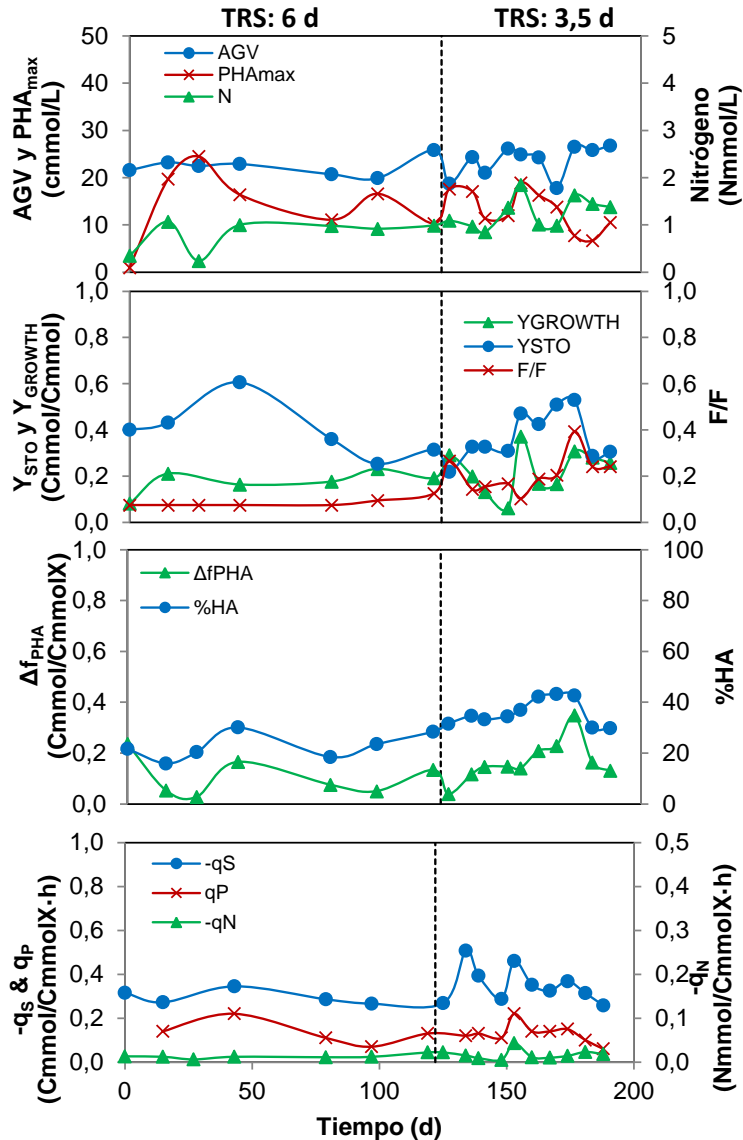 TRS: 6 d
TRS: 3,5 d
AGV y PHAmax
(cmmol/L)
50
40
30
20
10
0
AGV
PHAmax
N
5
4
3
2
1
0
Nitrógeno
(Nmmol/L)
YSTO y YGROWTH
(Cmmol/Cmmol)
1,0
0,8
0,6
0,4
0,2
0,0
YGROWTH
YSTO
F/F
1,0
0,8
0,6
0,4
0,2
0,0
F/F
ΔfPHA
(Cmmol/CmmolX)
1,0
0,8
0,6
0,4
0,2
0,0
ΔfPHA
%HA
100
80
60
40
20
0
%HA
-qS & qP
(Cmmol/CmmolX·h)
1,0
0,8
0,6
0,4
0,2
0,0
-qS
qP
-qN
0,5
0,4
0,3
0,2
0,1
0,0
-qN
(Nmmol/CmmolX·h)
0
50
100
150
200
Tiempo (d)